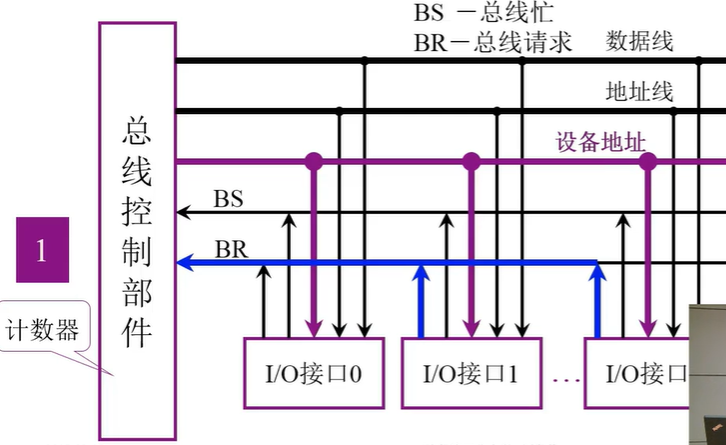 BS －总线忙
BR－总线请求
数据线
地址线
设备地址
总线控制部件
BS
BR
1
计数器
I/O接口0
I/O接口1
…
I/O接口